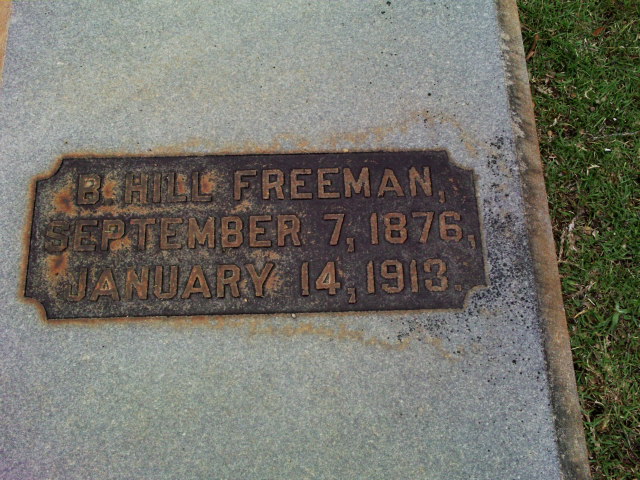 B. HILL FREEMAN,
SEPTEMBER 7, 1876,
JANUARY 14, 1913.